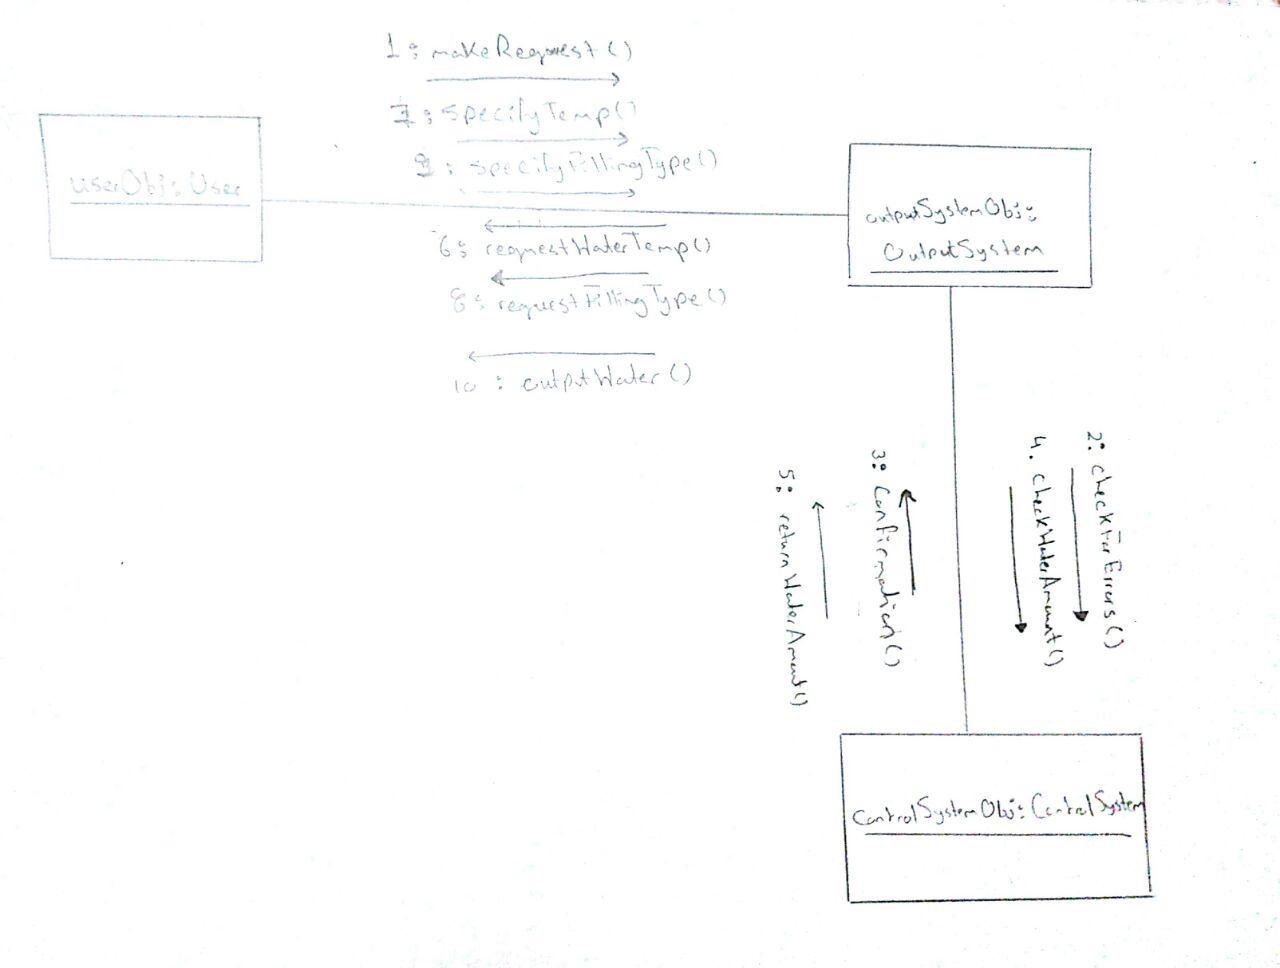 1: makeRequest()
7: specifyTemp()
9: specifyFillingType()
userObj: User
outputSystemObj:
OutputSystem
6: requestWaterTemp()
8: requestFillingType()
10: outputWater()
2: checkForErrors()
4. checkWaterAmount()
3: Confirmation()
5: returnWaterAmount()
ControlSystemObj: ControlSystem